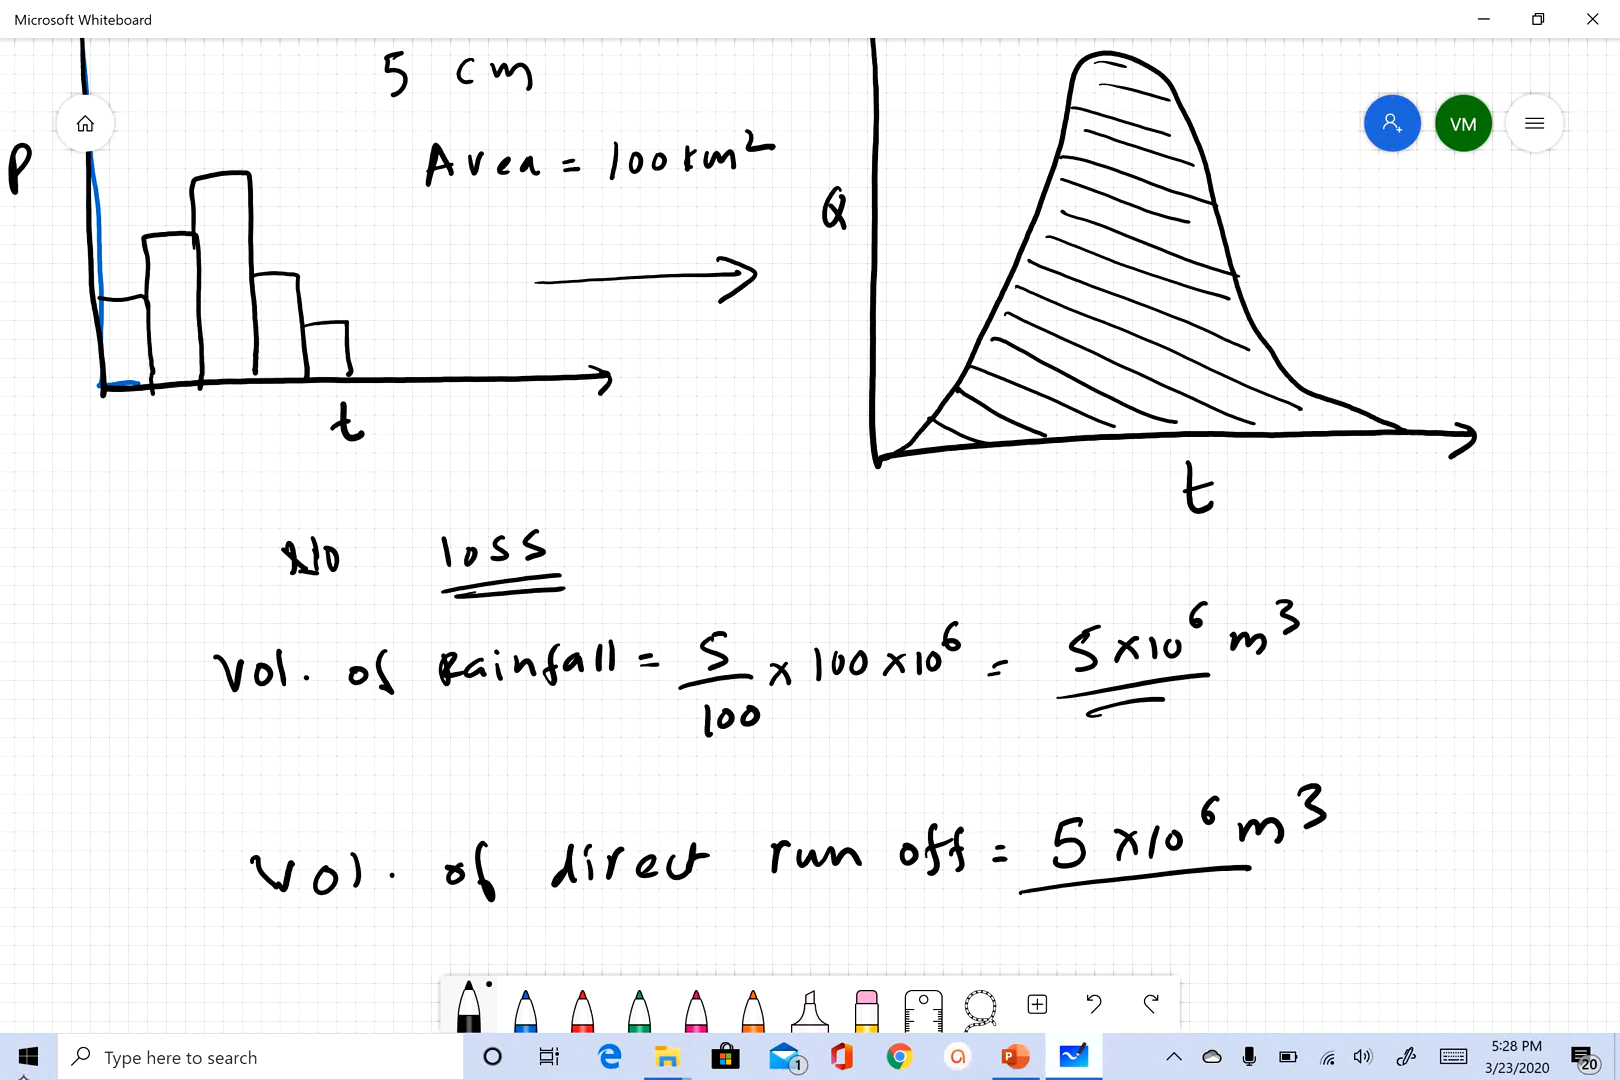 Microsoft Whiteboard
5 cm
Area = 100 km²
P
Q
VM
t
t
No loss
Vol. of Rainfall = 5/100 × 100 × 10⁶ = 5 × 10⁶ m³
Vol. of direct run off = 5 × 10⁶ m³
Type here to search
1
5:28 PM
3/23/2020
20